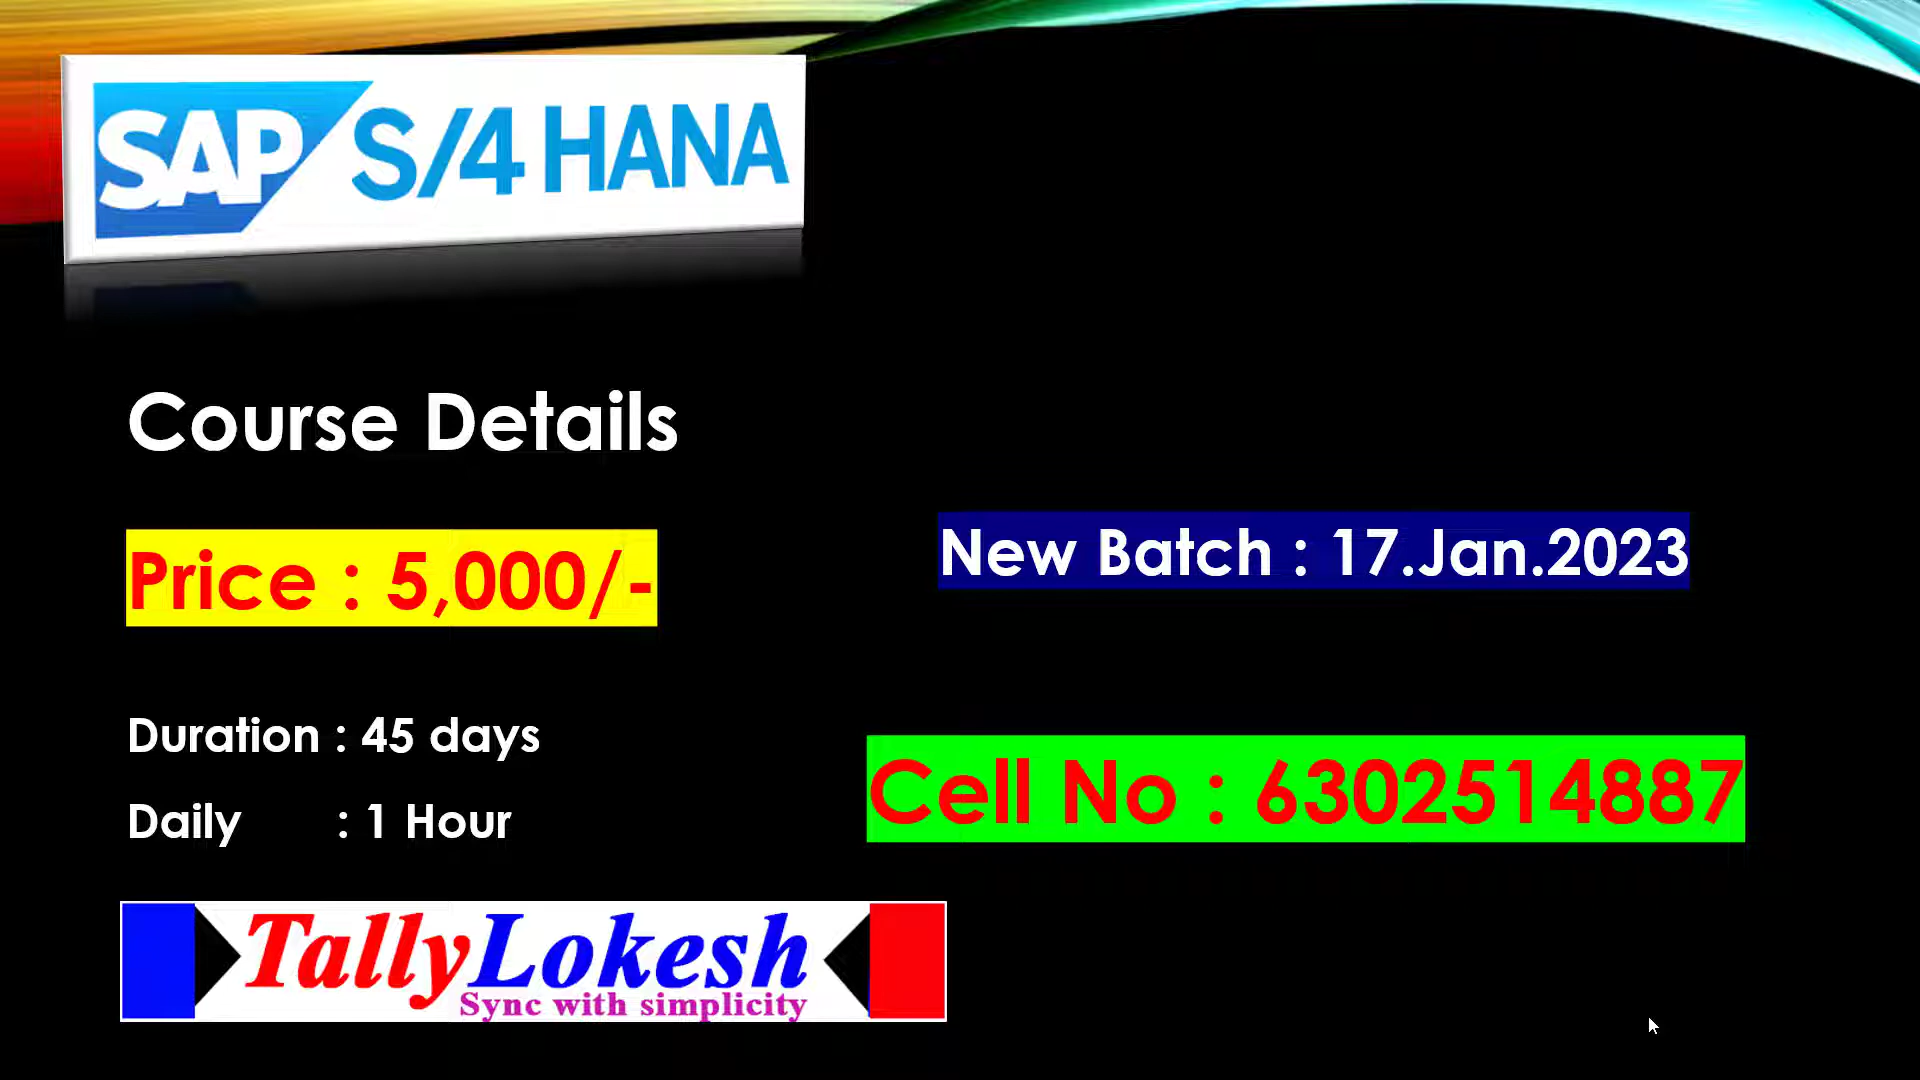 SAP S/4 HANA
Course Details
Price : 5,000/-
New Batch : 17.Jan.2023
Duration : 45 days
Daily : 1 Hour
Cell No : 6302514887
TallyLokesh
Sync with simplicity